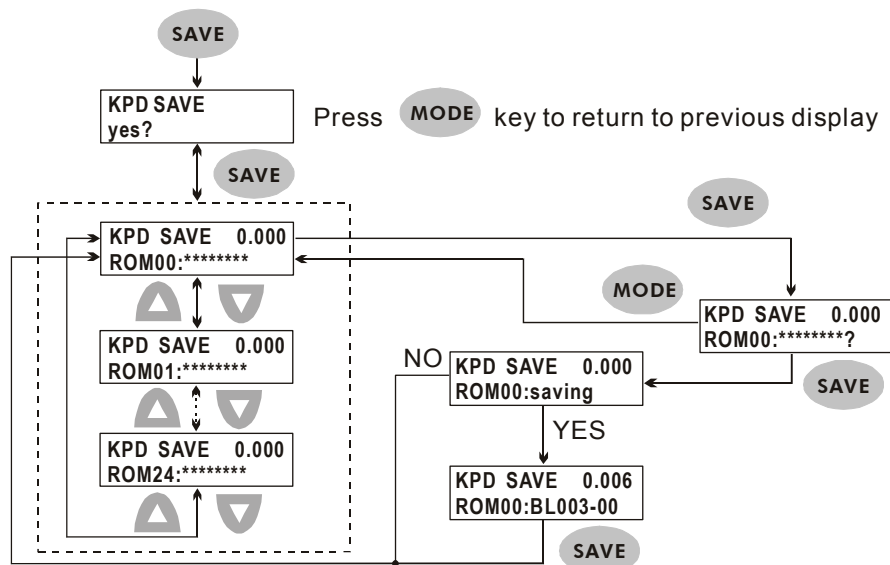 SAVE
KPD SAVE
yes?
Press MODE key to return to previous display
SAVE
SAVE
KPD SAVE 0.000
ROM00:********
MODE
KPD SAVE 0.000
ROM00:********?
KPD SAVE 0.000
ROM01:********
NO
KPD SAVE 0.000
ROM00:saving
SAVE
YES
KPD SAVE 0.000
ROM24:********
KPD SAVE 0.006
ROM00:BL003-00
SAVE